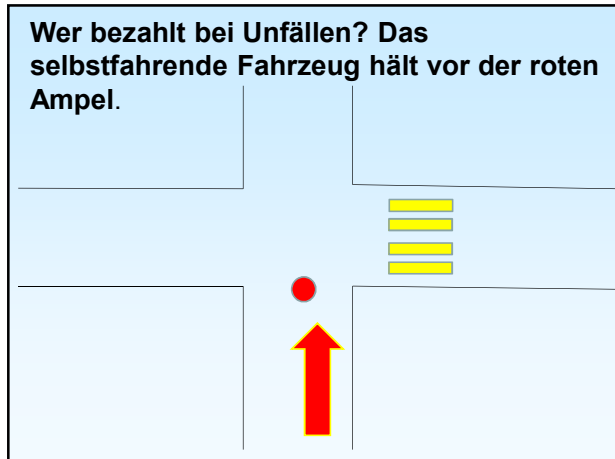 Wer bezahlt bei Unfällen? Das
selbstfahrende Fahrzeug hält vor der roten
Ampel.